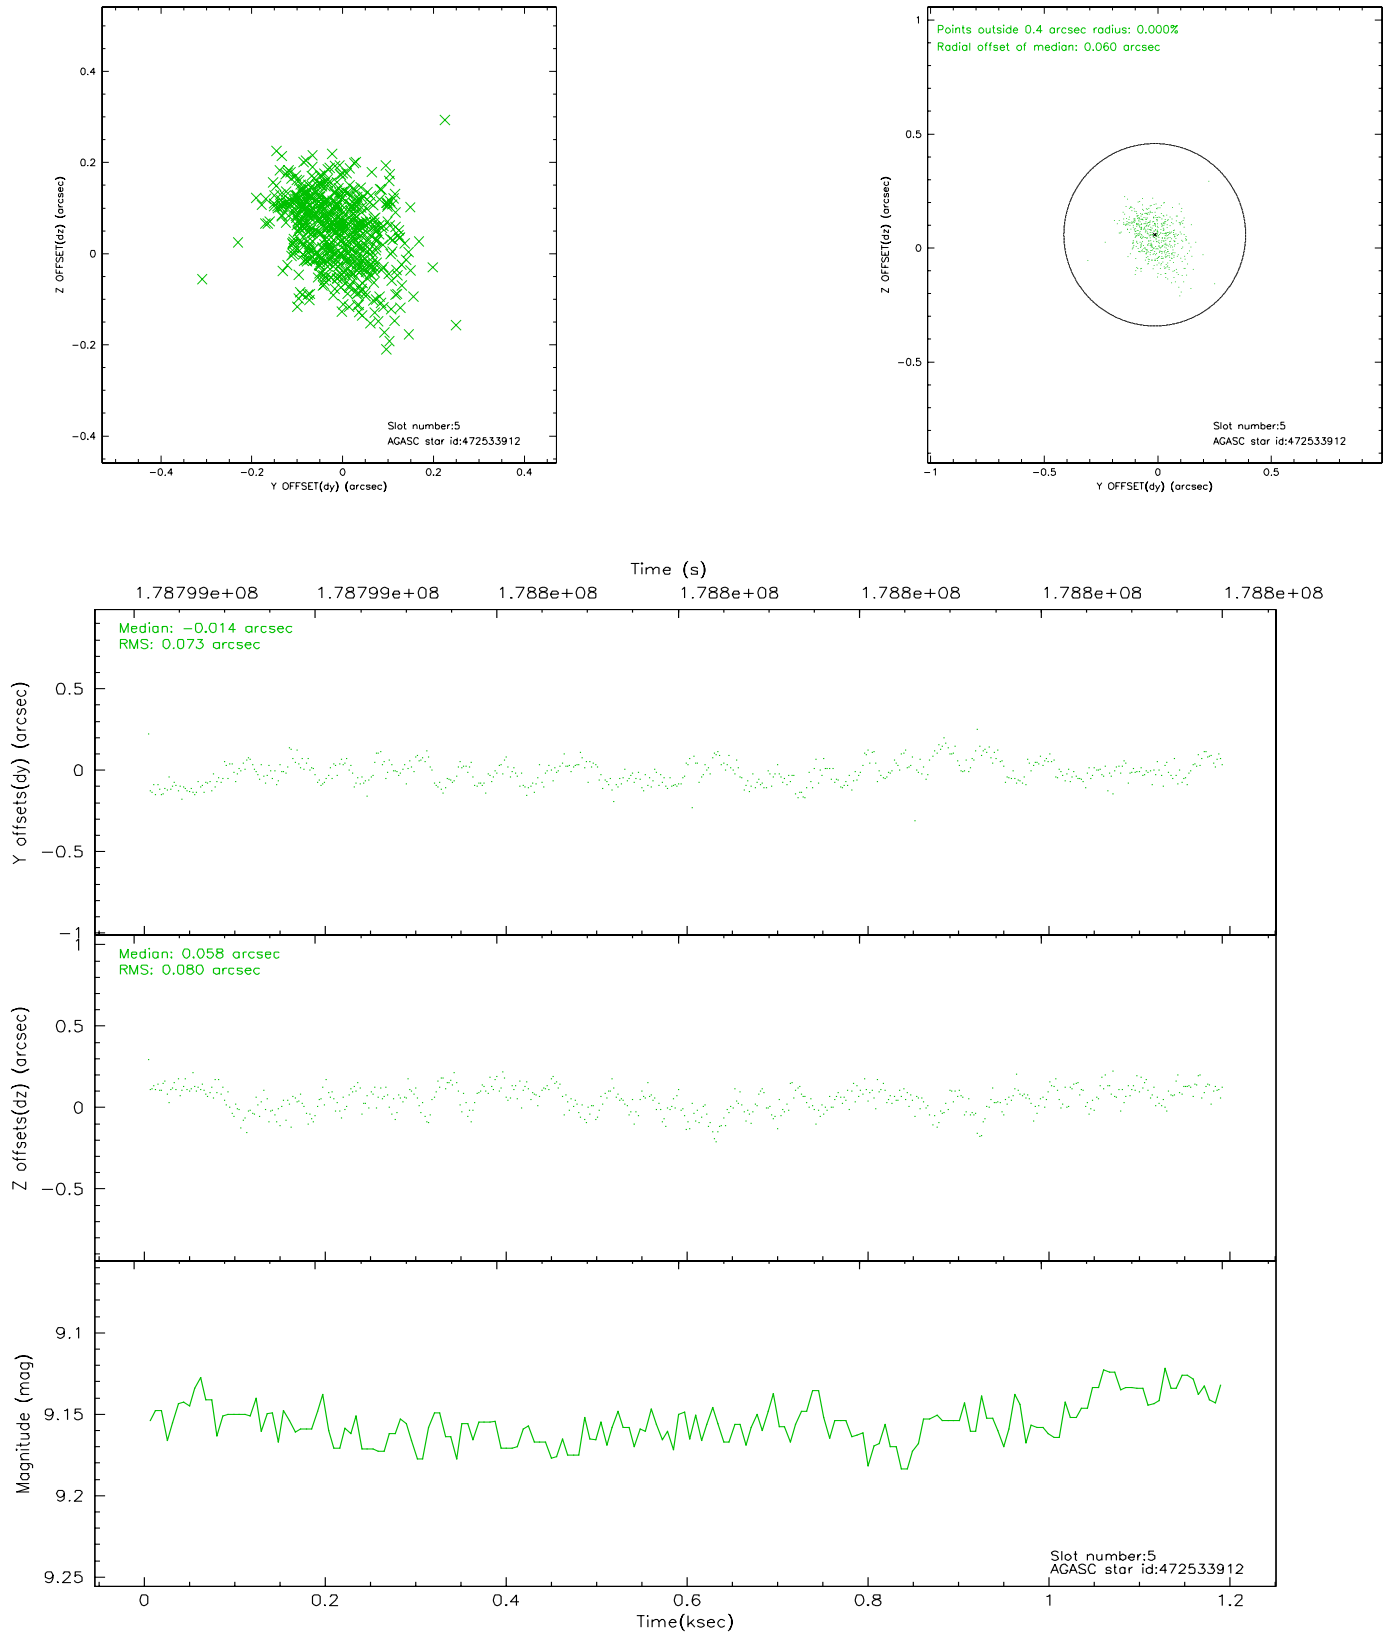 0.4
0.2
0
−0.2
−0.4
Z OFFSET(dz) (arcsec)
Slot number:5
AGASC star id:472533912
−0.4 −0.2 0 0.2 0.4
Y OFFSET(dy) (arcsec)
Points outside 0.4 arcsec radius: 0.000%
Radial offset of median: 0.060 arcsec
1
0.5
0
−0.5
Z OFFSET(dz) (arcsec)
Slot number:5
AGASC star id:472533912
−1 −0.5 0 0.5
Y OFFSET(dy) (arcsec)
Time (s)
1.78799e+08 1.78799e+08 1.788e+08 1.788e+08 1.788e+08 1.788e+08 1.788e+08
Median: −0.014 arcsec
RMS: 0.073 arcsec
0.5
0
−0.5
−1
Y offsets(dy) (arcsec)
1
Median: 0.058 arcsec
RMS: 0.080 arcsec
0.5
0
−0.5
Z offsets(dz) (arcsec)
9.1
9.15
9.2
9.25
Magnitude (mag)
Slot number:5
AGASC star id:472533912
0 0.2 0.4 0.6 0.8 1 1.2
Time(ksec)